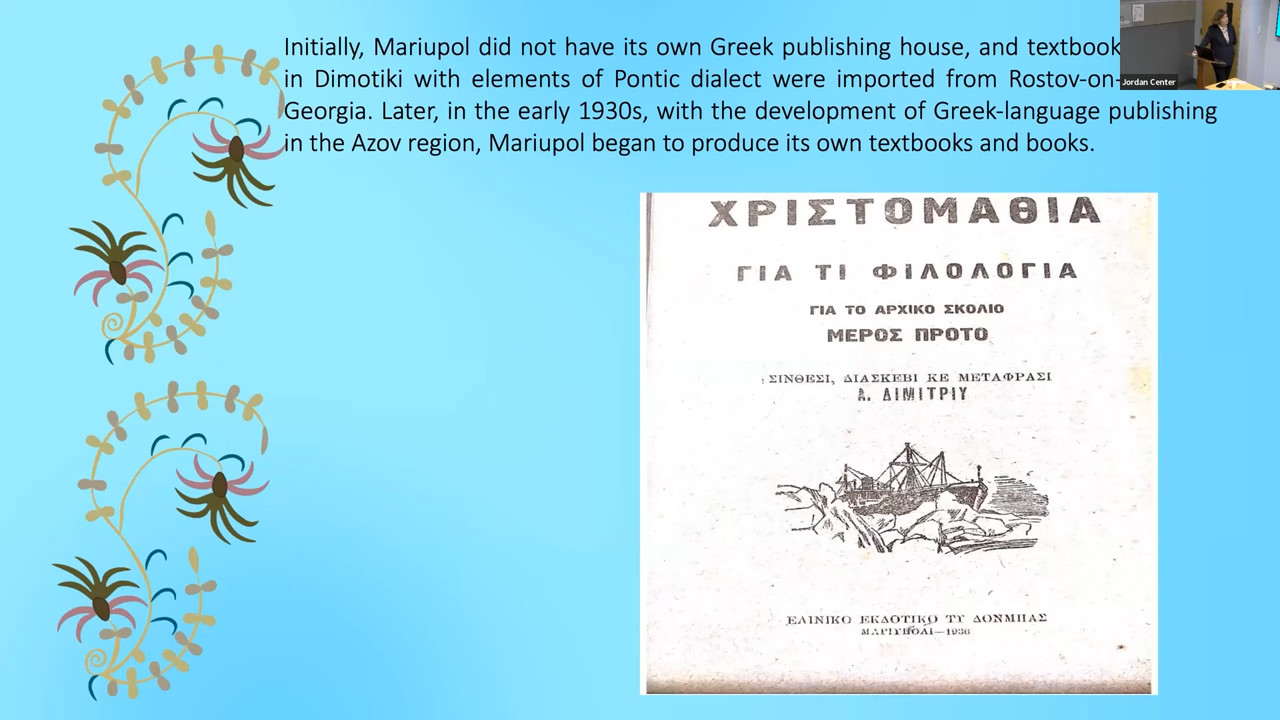 Initially, Mariupol did not have its own Greek publishing house, and textbook
in Dimotiki with elements of Pontic dialect were imported from Rostov-on-
Georgia. Later, in the early 1930s, with the development of Greek-language publishing
in the Azov region, Mariupol began to produce its own textbooks and books.
Jordan Center
ΧΡΙΣΤΟΜΑΘΙΑ
ΓΙΑ ΤΙ ΦΙΛΟΛΟΓΙΑ
ΓΙΑ ΤΟ ΑΡΧΙΚΟ ΣΚΟΛΙΟ
ΜΕΡΟΣ ΠΡΟΤΟ
ΣΙΝΘΕΣΙ, ΔΙΑΣΚΕΒΙ ΚΕ ΜΕΤΑΦΡΑΣΙ
Α. ΔΙΜΙΤΡΙΥ
ΕΛΙΝΙΚΟ ΕΚΔΟΤΙΚΟ ΤΥ ΔΟΝΜΠΑΣ
ΜΑΡΙΥΠΟΛΙ—1936